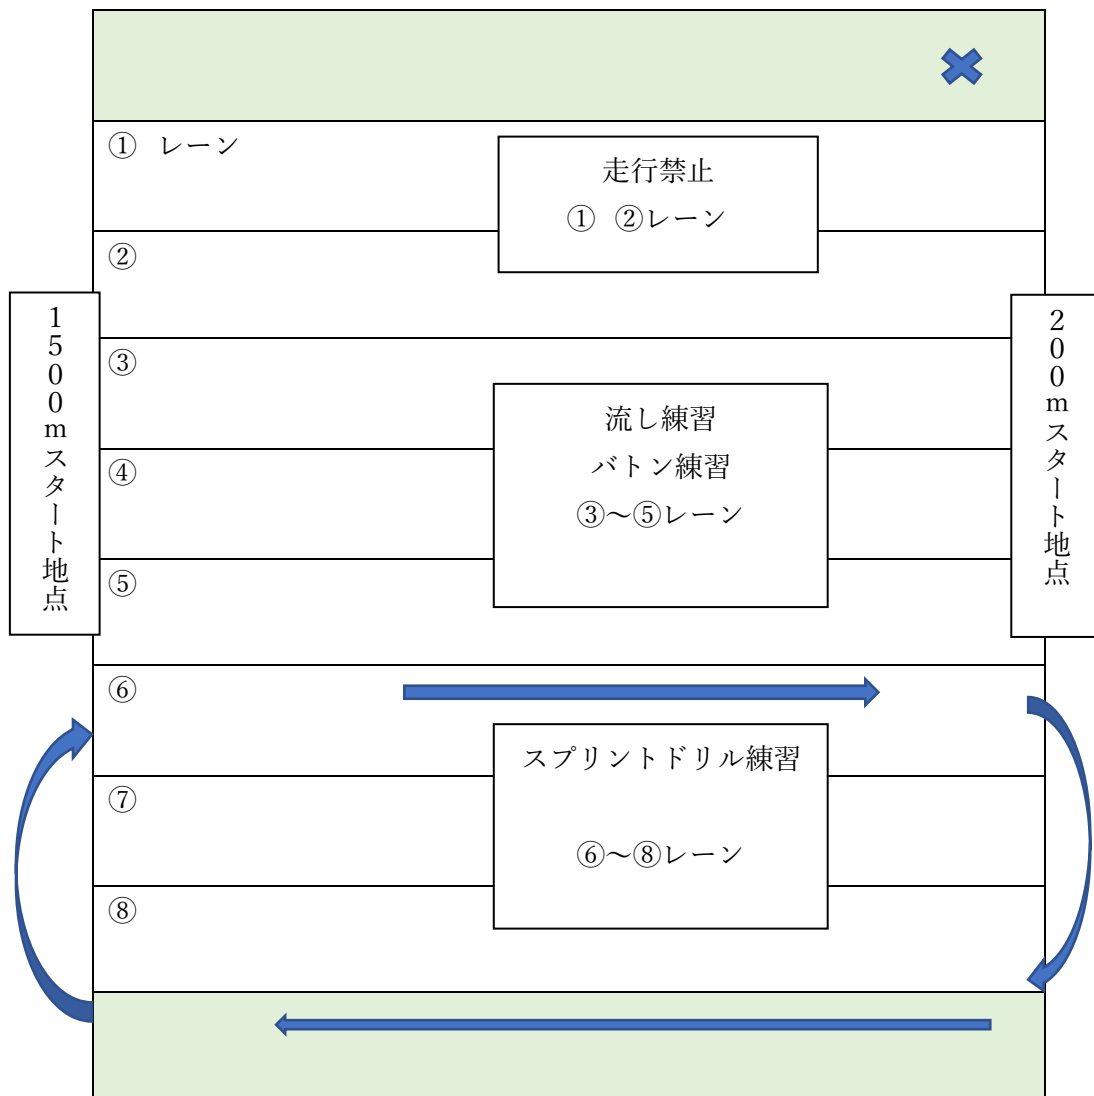 ① レーン
走行禁止
① ②レーン
②
1500mスタート地点
200mスタート地点
③
流し練習
バトン練習
③～⑤レーン
④
⑤
⑥
スプリントドリル練習
⑦
⑥～⑧レーン
⑧